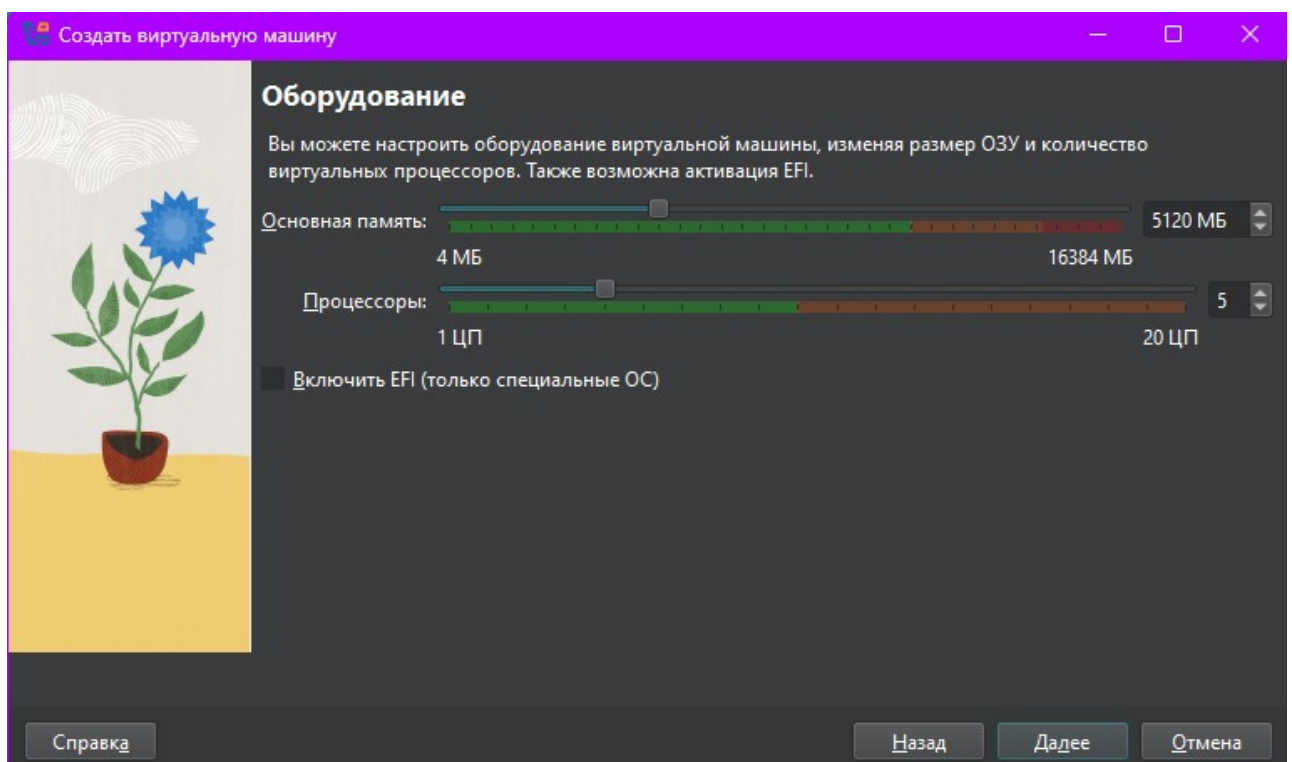 Создать виртуальную машину
Оборудование
Вы можете настроить оборудование виртуальной машины, изменяя размер ОЗУ и количество
виртуальных процессоров. Также возможна активация EFI.
Основная память: 5120 МБ
4 МБ 16384 МБ
Процессоры: 5
1 ЦП 20 ЦП
Включить EFI (только специальные ОС)
Справка Назад Далее Отмена